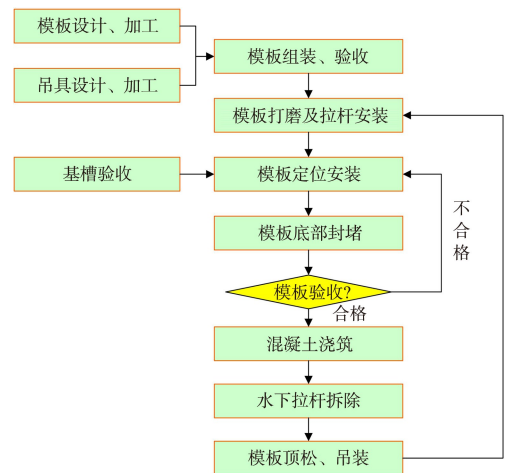 模板设计、加工
吊具设计、加工
模板组装、验收
模板打磨及拉杆安装
基槽验收
模板定位安装
模板底部封堵
不合格
模板验收?
合格
混凝土浇筑
水下拉杆拆除
模板顶松、吊装